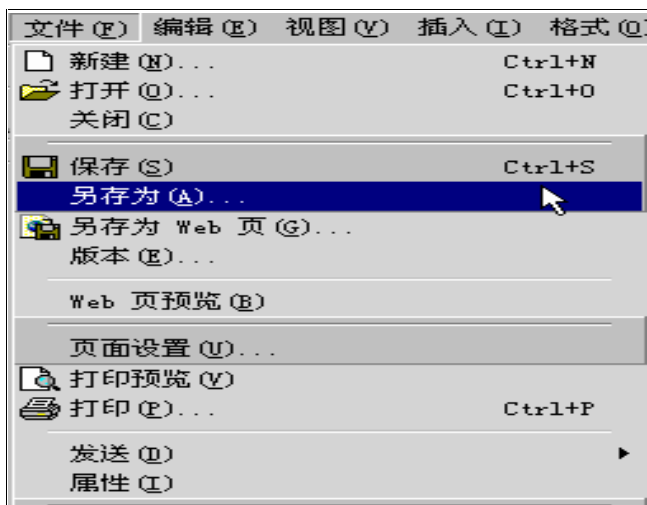 文件(F) 编辑(E) 视图(V) 插入(I) 格式(O)
新建(N)... Ctrl+N
打开(O)... Ctrl+O
关闭(C)
保存(S) Ctrl+S
另存为(A)...
另存为 Web 页(G)...
版本(E)...
Web 页预览(B)
页面设置(U)...
打印预览(V)
打印(P)... Ctrl+P
发送(D)
属性(I)